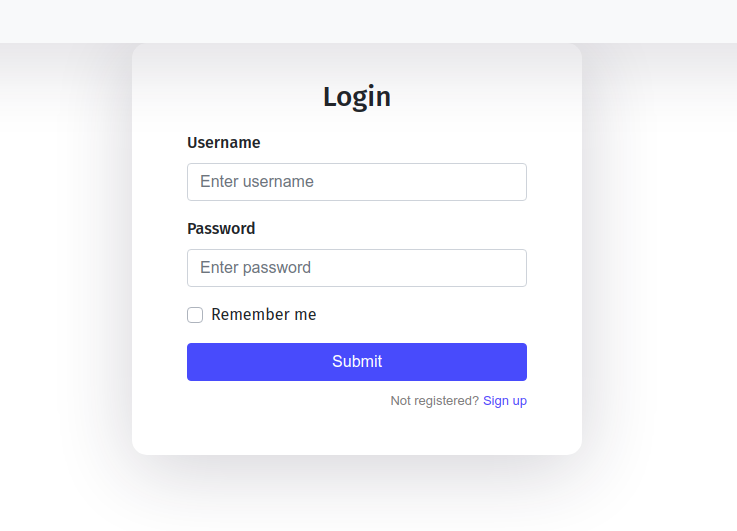 Login
Username
Enter username
Password
Enter password
Remember me
Submit
Not registered? Sign up